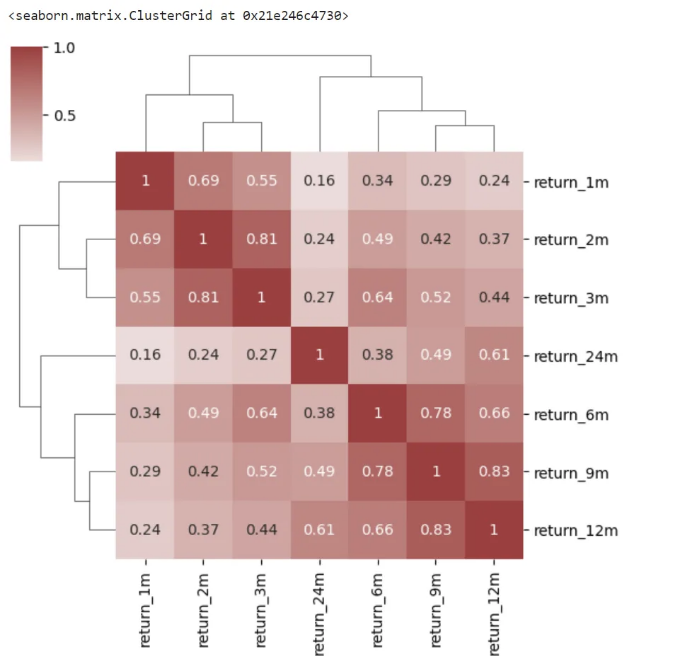 <seaborn.matrix.ClusterGrid at 0x21e246c4730>
1.0
0.5
1 0.69 0.55 0.16 0.34 0.29 0.24 return_1m
0.69 1 0.81 0.24 0.49 0.42 0.37 return_2m
0.55 0.81 1 0.27 0.64 0.52 0.44 return_3m
0.16 0.24 0.27 1 0.38 0.49 0.61 return_24m
0.34 0.49 0.64 0.38 1 0.78 0.66 return_6m
0.29 0.42 0.52 0.49 0.78 1 0.83 return_9m
0.24 0.37 0.44 0.61 0.66 0.83 1 return_12m
return_1m
return_2m
return_3m
return_24m
return_6m
return_9m
return_12m